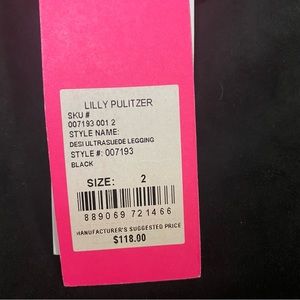 LILLY PULITZER
SKU #
007193 001 2
STYLE NAME:
DESI ULTRASUEDE LEGGING
STYLE #: 007193
BLACK
SIZE: 2
889069 721466
MANUFACTURER'S SUGGESTED PRICE
$118.00